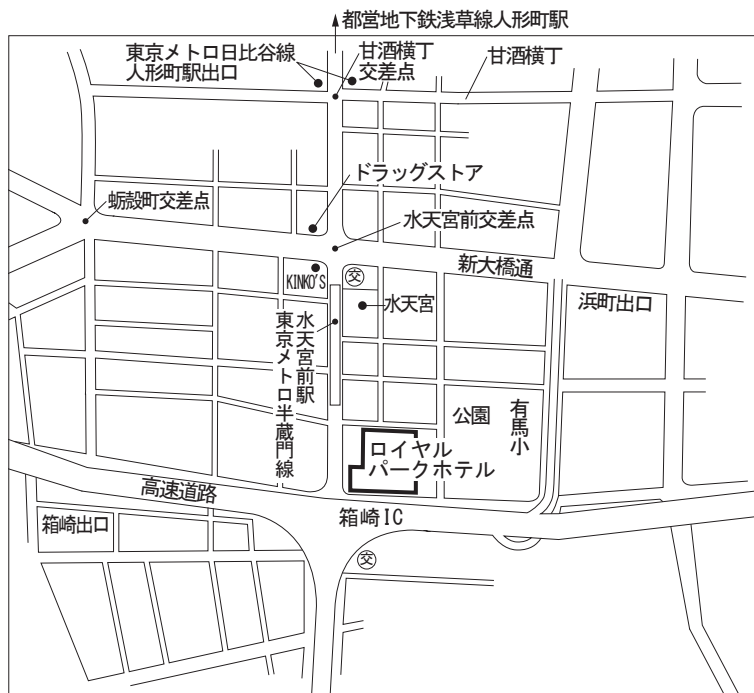 都営地下鉄浅草線人形町駅
東京メトロ日比谷線
人形町駅出口
甘酒横丁
交差点
甘酒横丁
ドラッグストア
蛎殻町交差点
水天宮前交差点
新大橋通
KINKO'S
交
水天宮
浜町出口
水天宮前駅
東京メトロ半蔵門線
公園
有馬小
ロイヤル
パークホテル
高速道路
箱崎IC
箱崎出口
交